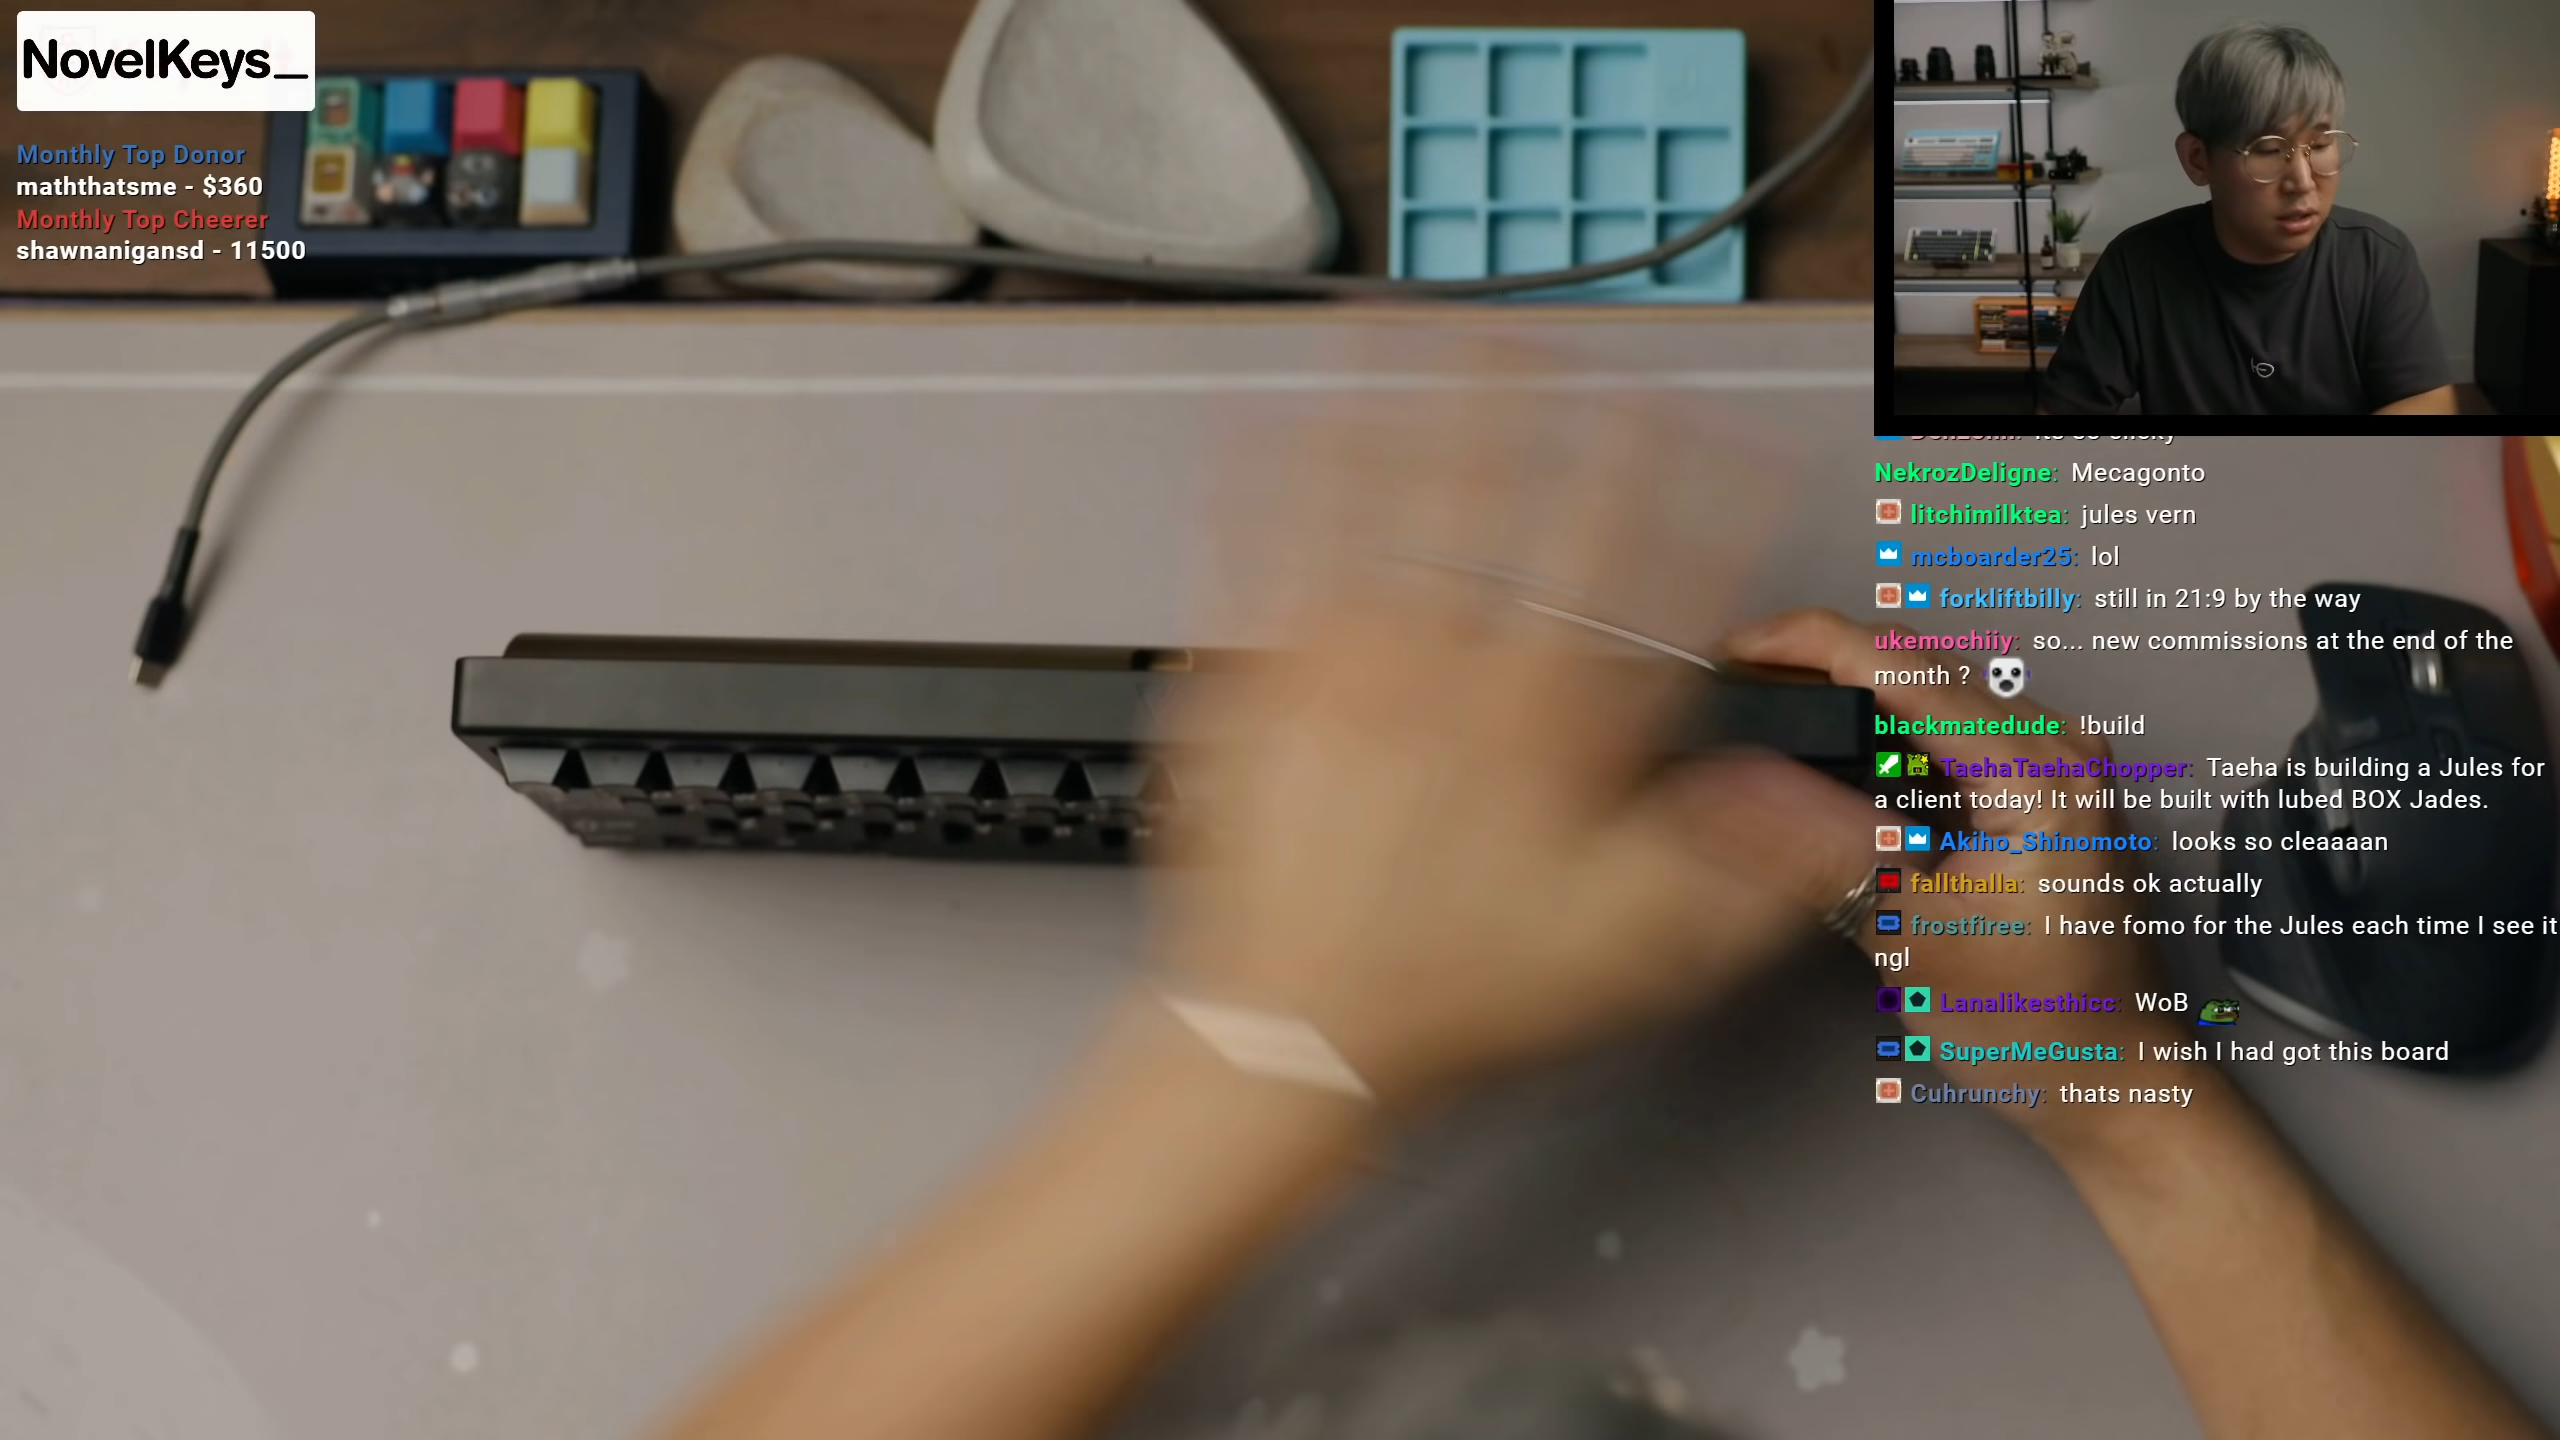 NovelKeys_
Monthly Top Donor
maththatsme - $360
Monthly Top Cheerer
shawnanigansd - 11500
NekrozDeligne: Mecagonto
litchimilktea: jules vern
mcboarder25: lol
forkliftbilly: still in 21:9 by the way
ukemochiiy: so... new commissions at the end of the
month ?
blackmatedude: !build
TaehaTaehaChopper: Taeha is building a Jules for
a client today! It will be built with lubed BOX Jades.
Akiho_Shinomoto: looks so cleaaaan
fallthalla: sounds ok actually
frostfiree: I have fomo for the Jules each time I see it
ngl
Lanalikesthicc: WoB
SuperMeGusta: I wish I had got this board
Cuhrunchy: thats nasty